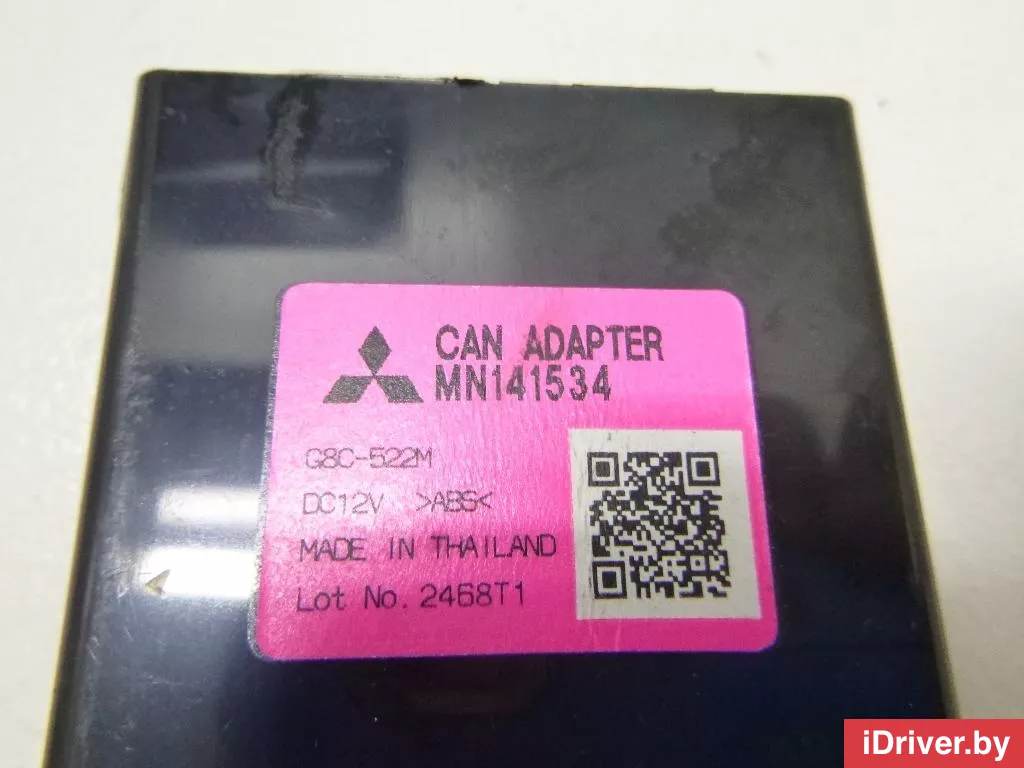 CAN ADAPTER
MN141534
G8C-522M
DC12V >ABS<
MADE IN THAILAND
Lot No. 2468T1
iDriver.by